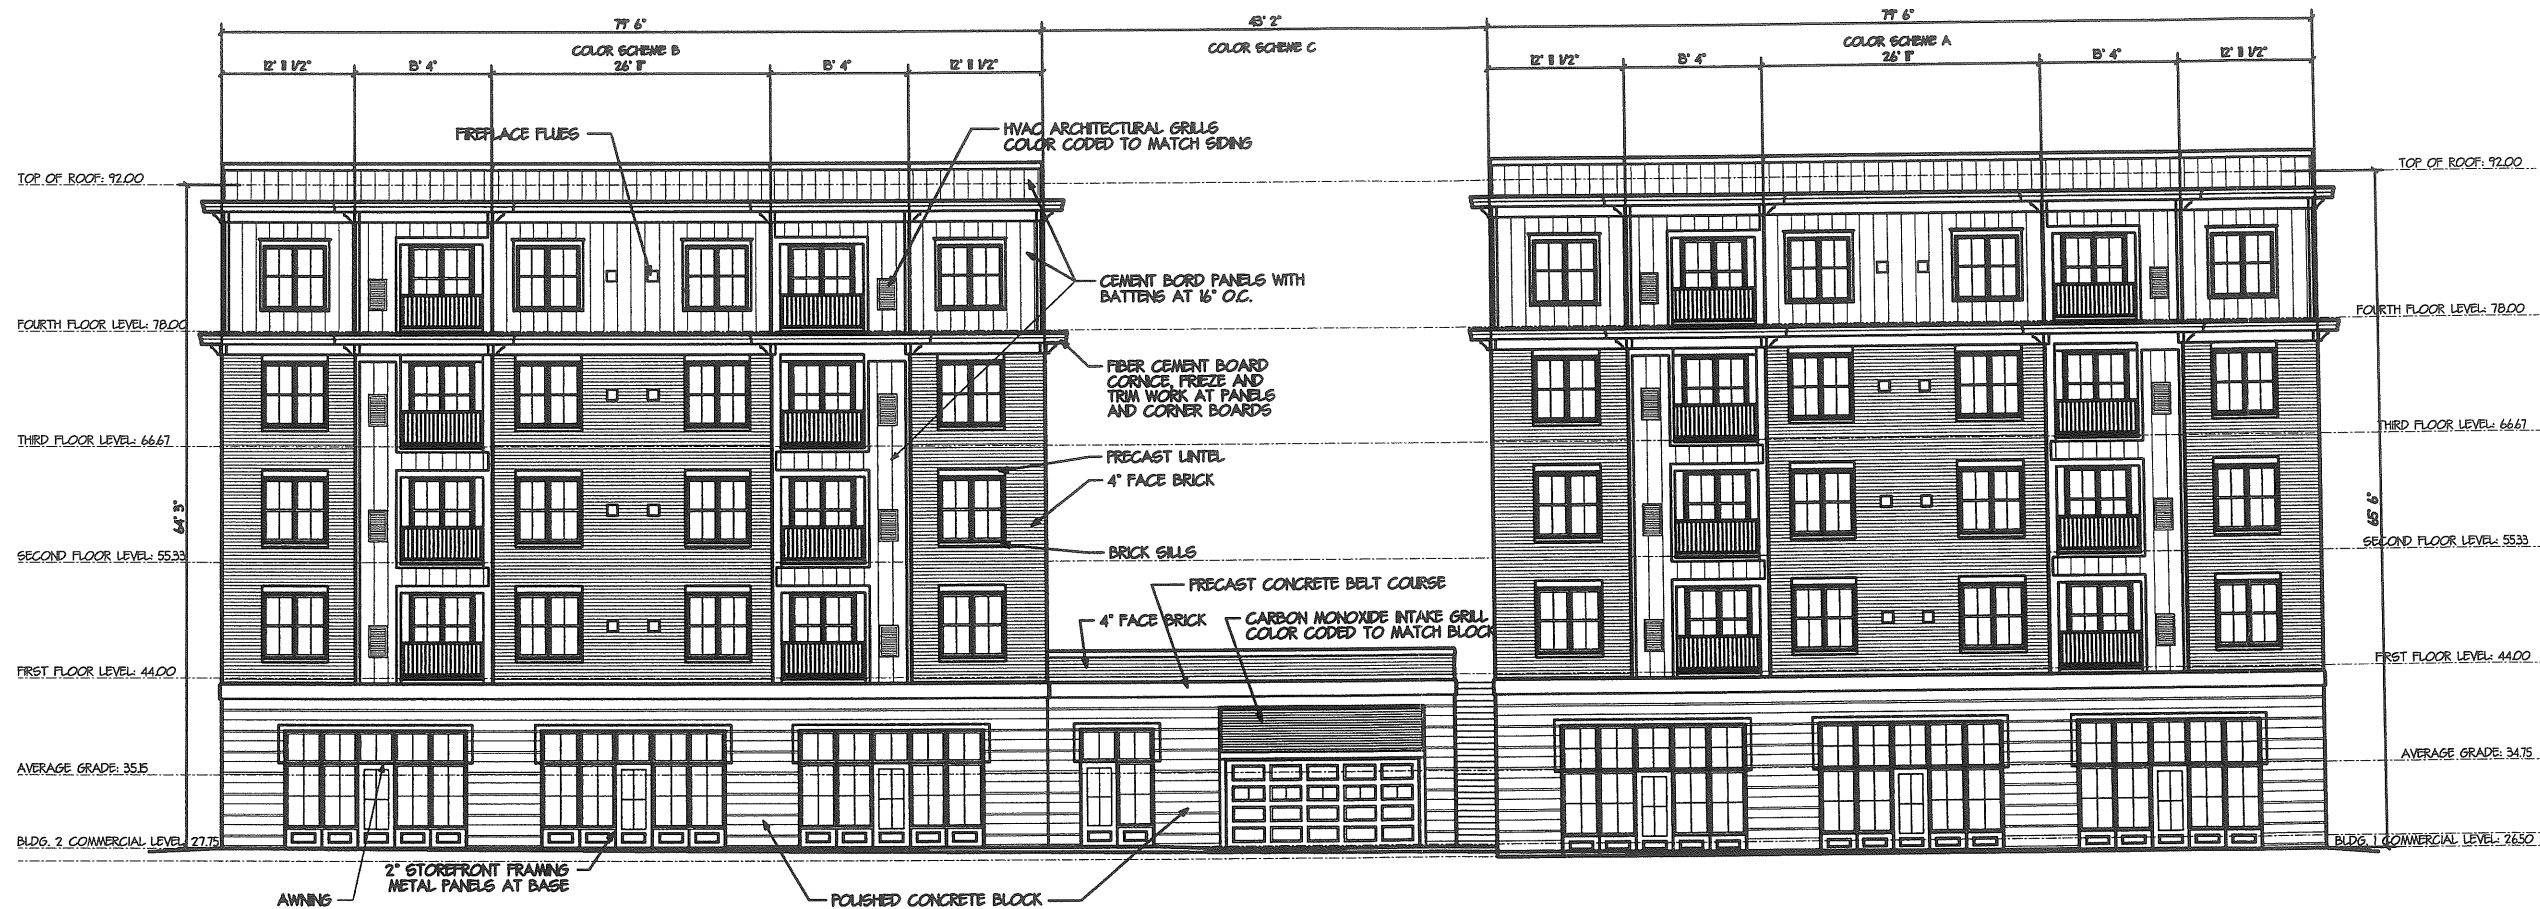 79' 6"
43' 2"
79' 6"
COLOR SCHEME B
COLOR SCHEME C
COLOR SCHEME A
12' 11 1/2"
13' 4"
26' 11"
13' 4"
12' 11 1/2"
12' 11 1/2"
13' 4"
26' 11"
13' 4"
12' 11 1/2"
FIREPLACE FLUES
HVAC ARCHITECTURAL GRILLS
COLOR CODED TO MATCH SIDING
TOP OF ROOF: 92.00
TOP OF ROOF: 92.00
CEMENT BORD PANELS WITH
BATTENS AT 16" O.C.
FOURTH FLOOR LEVEL: 78.00
FOURTH FLOOR LEVEL: 78.00
FIBER CEMENT BOARD
CORNICE, FRIEZE AND
TRIM WORK AT PANELS
AND CORNER BOARDS
THIRD FLOOR LEVEL: 66.67
THIRD FLOOR LEVEL: 66.67
PRECAST LINTEL
4" FACE BRICK
64' 3"
65' 6"
BRICK SILLS
SECOND FLOOR LEVEL: 55.33
SECOND FLOOR LEVEL: 55.33
PRECAST CONCRETE BELT COURSE
4" FACE BRICK
CARBON MONOXIDE INTAKE GRILL
COLOR CODED TO MATCH BLOCK
FIRST FLOOR LEVEL: 44.00
FIRST FLOOR LEVEL: 44.00
AVERAGE GRADE: 35.15
AVERAGE GRADE: 34.75
BLDG. 2 COMMERCIAL LEVEL: 27.75
BLDG. 1 COMMERCIAL LEVEL: 26.50
2" STOREFRONT FRAMING
METAL PANELS AT BASE
AWNING
POLISHED CONCRETE BLOCK